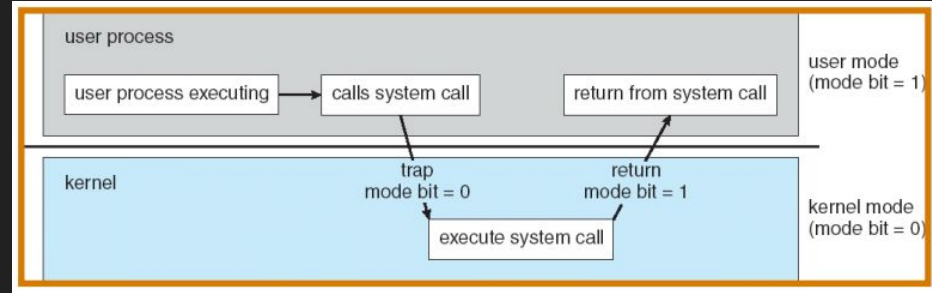 user process
user process executing
calls system call
return from system call
user mode
(mode bit = 1)
kernel
trap
mode bit = 0
return
mode bit = 1
execute system call
kernel mode
(mode bit = 0)